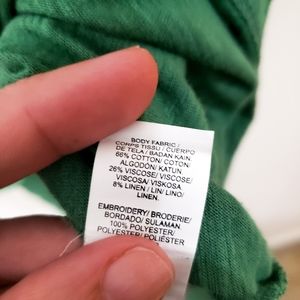 BODY FABRIC /
CORPS TISSU / CUERPO
DE TELA / BADAN KAIN.
66% COTTON/ COTON/
ALGODÓN/ KATUN
26% VISCOSE/ VISCOSE/
VISCOSA/ VISKOSA
8% LINEN/ LIN/ LINO/
LINEN.
EMBROIDERY/ BRODERIE/
BORDADO/ SULAMAN
100% POLYESTER/
POLYESTER/ POLIÉSTER